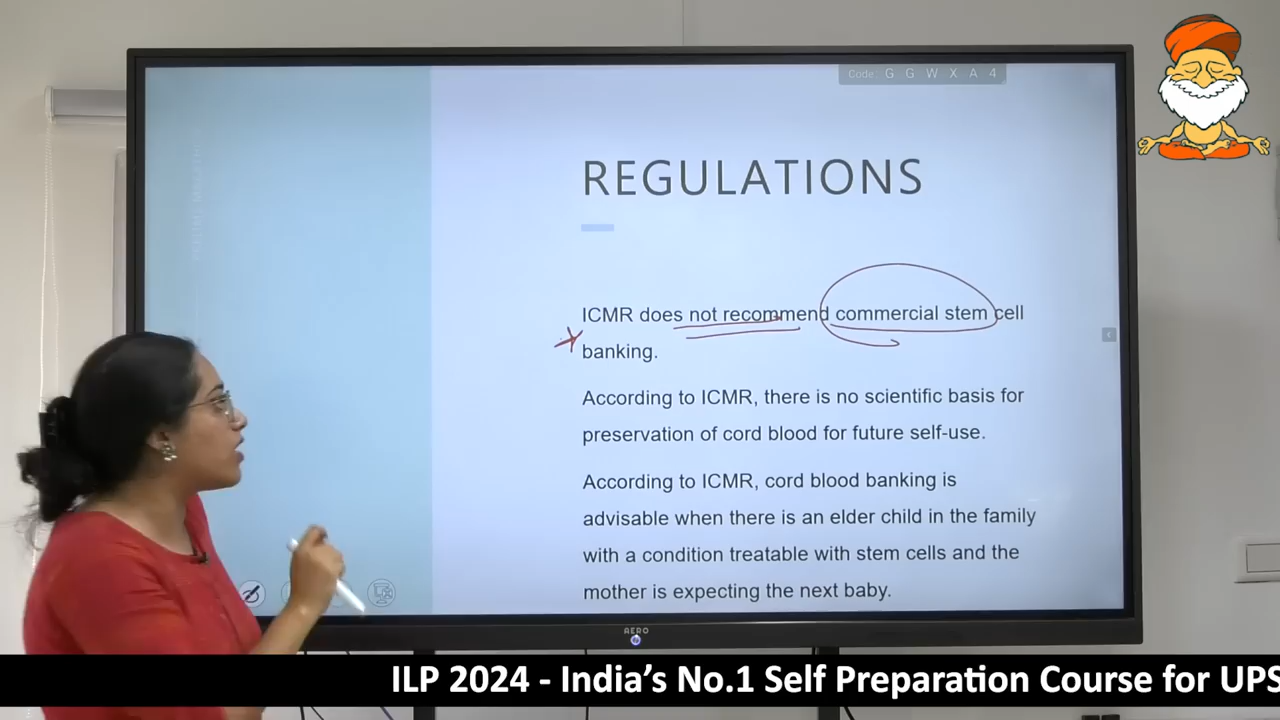 Code: G G W X A 4
REGULATIONS
ICMR does not recommend commercial stem cell
banking.
According to ICMR, there is no scientific basis for
preservation of cord blood for future self-use.
According to ICMR, cord blood banking is
advisable when there is an elder child in the family
with a condition treatable with stem cells and the
mother is expecting the next baby.
AERO
ILP 2024 - India’s No.1 Self Preparation Course for UPS